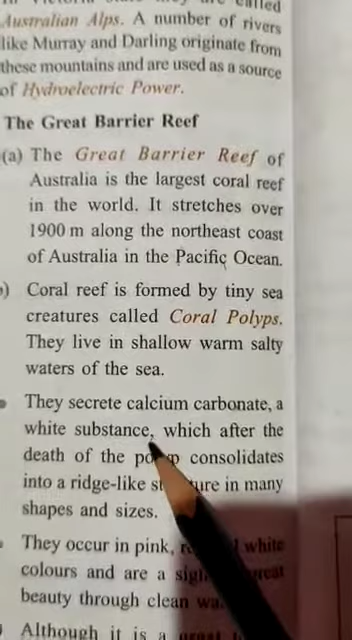 called
Australian Alps. A number of rivers
like Murray and Darling originate from
these mountains and are used as a source
of Hydroelectric Power.
The Great Barrier Reef
(a) The Great Barrier Reef of
Australia is the largest coral reef
in the world. It stretches over
1900 m along the northeast coast
of Australia in the Pacific Ocean.
) Coral reef is formed by tiny sea
creatures called Coral Polyps.
They live in shallow warm salty
waters of the sea.
They secrete calcium carbonate, a
white substance, which after the
death of the consolidates
into a ridge-like in many
shapes and sizes.
They occur in pink, white
colours and are a
beauty through clean
Although it is a